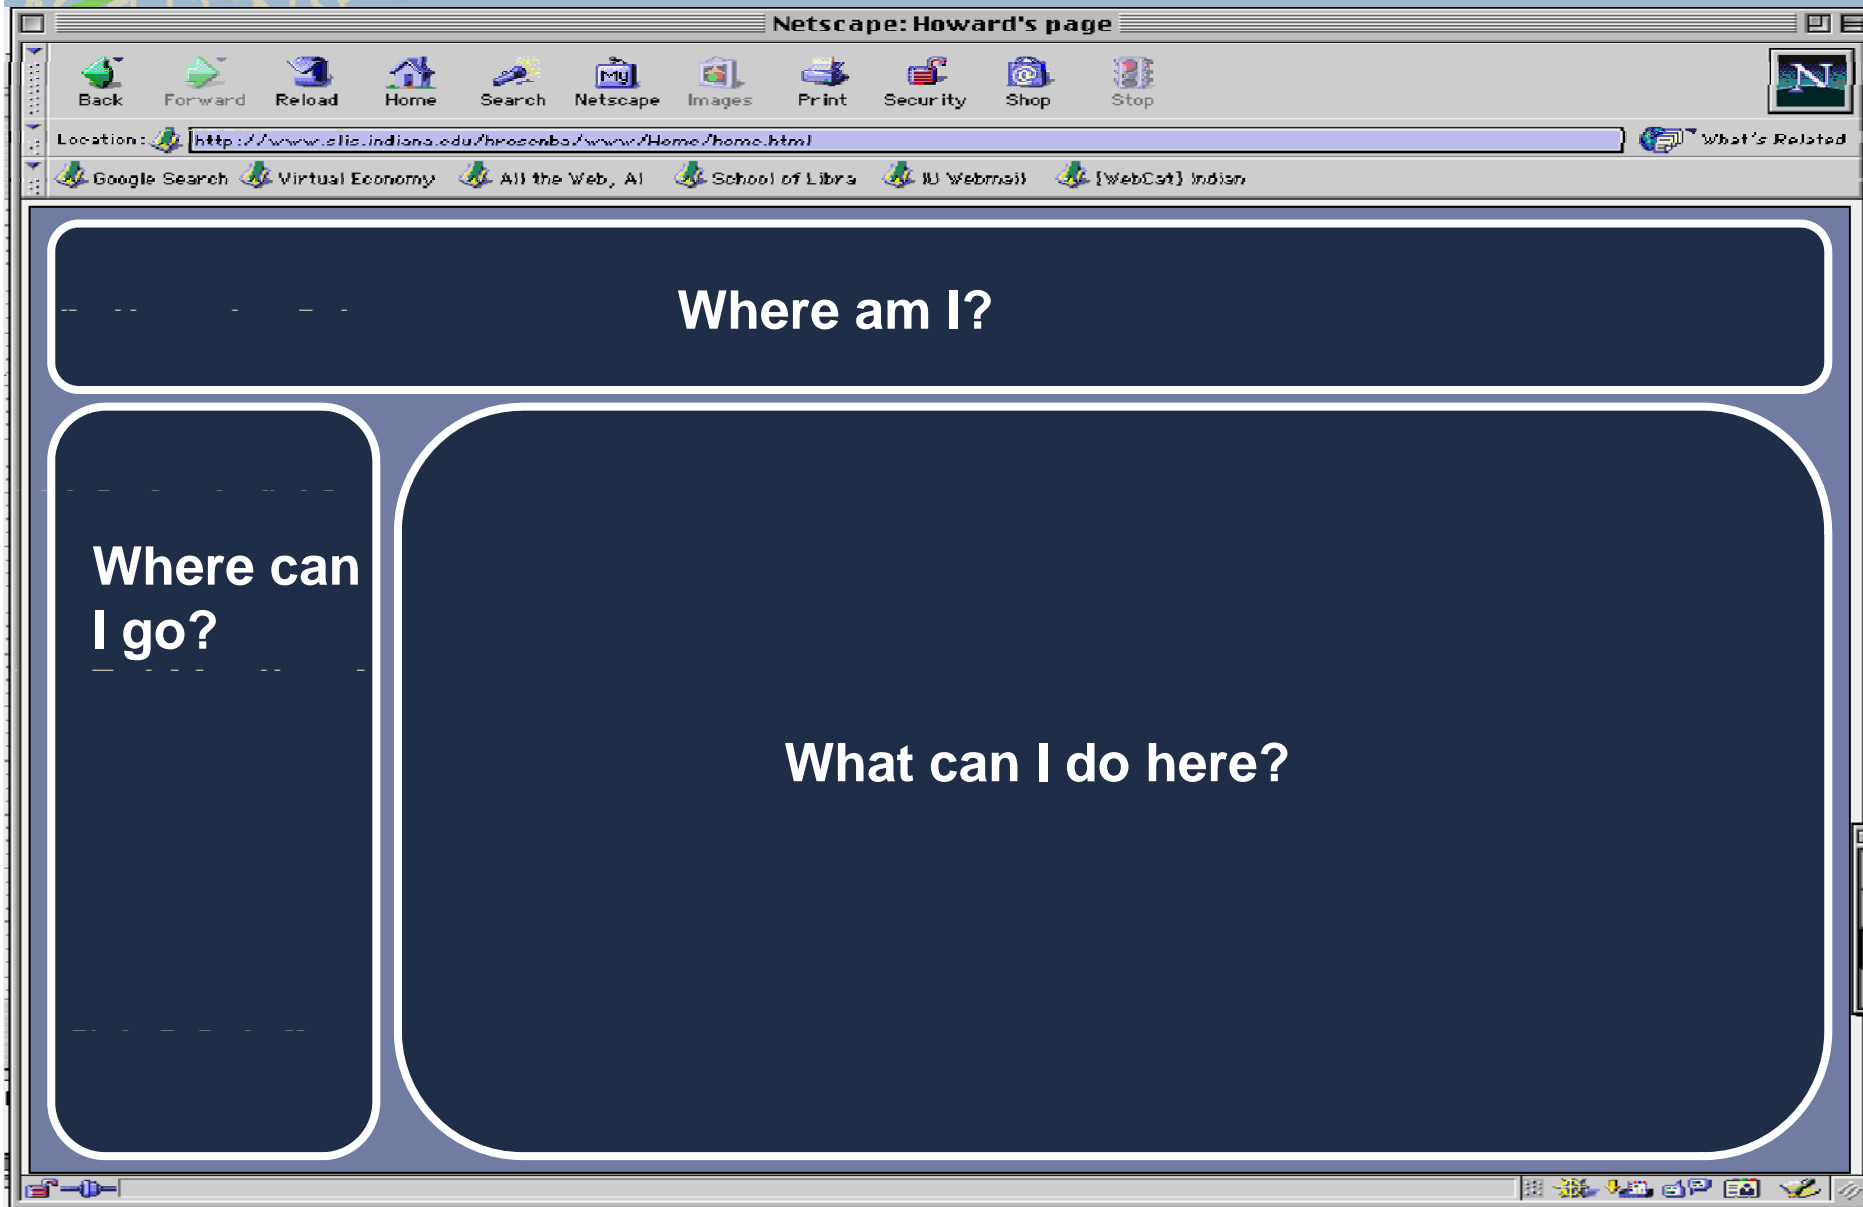 Netscape: Howard's page
Back Forward Reload Home Search Netscape Images Print Security Shop Stop
My
N
Location: http://www.slis.indiana.edu/hrosenba/www/Home/home.html What's Related
Google Search Virtual Economy All the Web, Al School of Libra IU Webmail [WebCat] Indian
Where am I?
Where can
I go?
What can I do here?